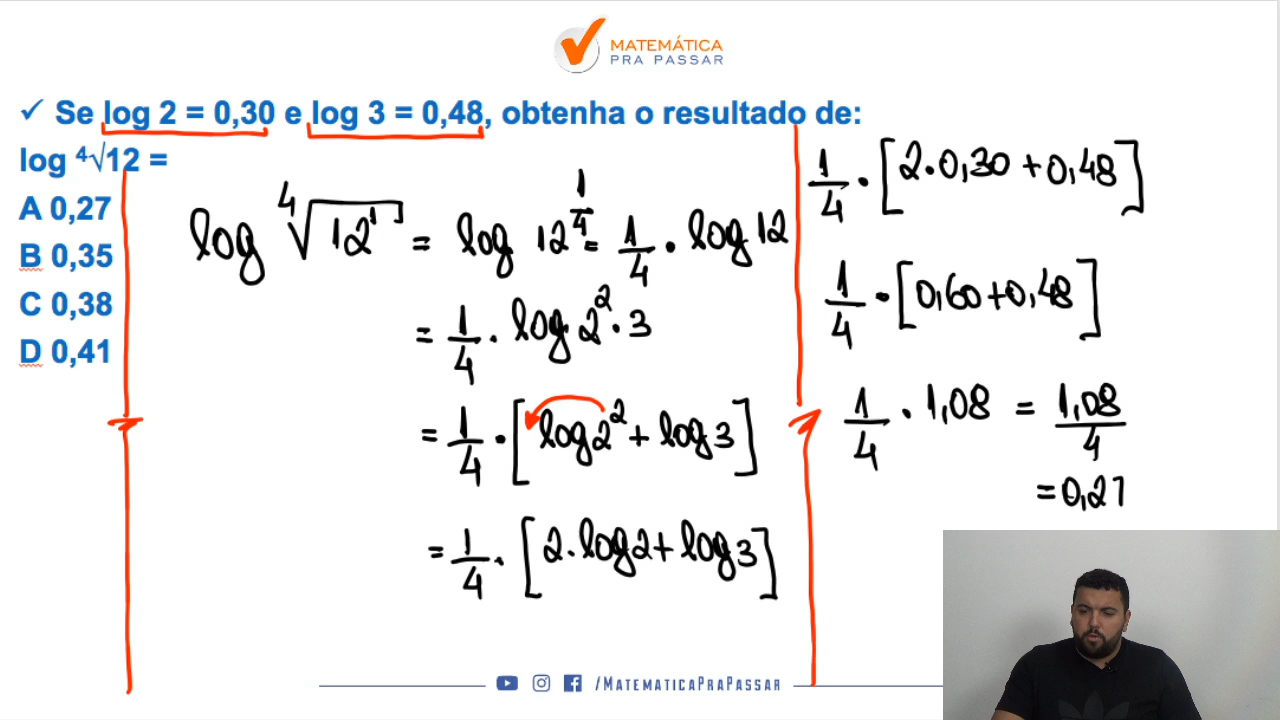 MATEMÁTICA
PRA PASSAR
✓ Se log 2 = 0,30 e log 3 = 0,48, obtenha o resultado de:
log ⁴√12 =
A 0,27
B 0,35
C 0,38
D 0,41
log ⁴√12¹ = log 12^(1/4) = 1/4 · log 12
= 1/4 · log 2² · 3
= 1/4 · [log 2² + log 3]
= 1/4 · [2 · log 2 + log 3]
1/4 · [2 · 0,30 + 0,48]
1/4 · [0,60 + 0,48]
1/4 · 1,08 = 1,08/4
= 0,27
/MATEMATICAPRAPASSAR